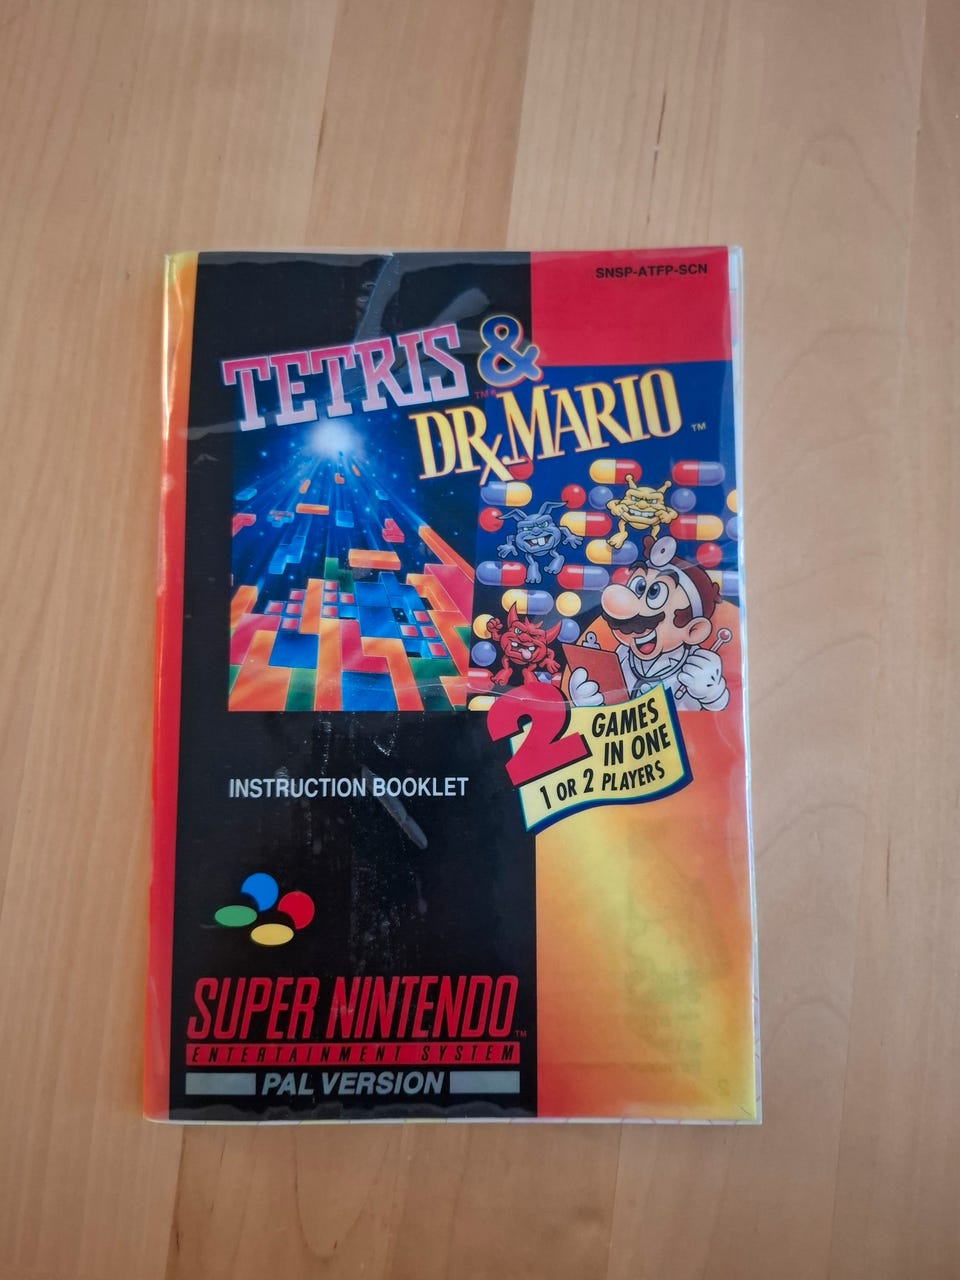 SNSP-ATFP-SCN
TETRIS &
™®
DR. MARIO ™
2 GAMES
IN ONE
1 OR 2 PLAYERS
INSTRUCTION BOOKLET
SUPER NINTENDO ™
ENTERTAINMENT SYSTEM
PAL VERSION